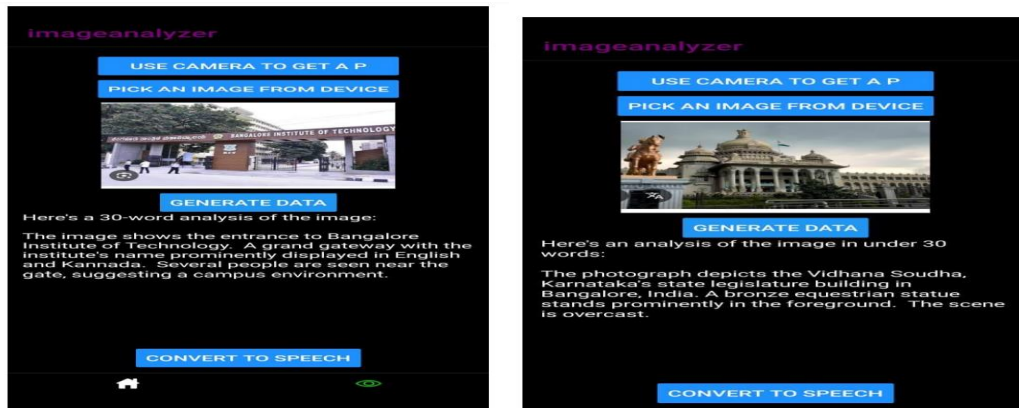 imageanalyzer
USE CAMERA TO GET A P
PICK AN IMAGE FROM DEVICE
BANGALORE INSTITUTE OF TECHNOLOGY
GENERATE DATA
Here's a 30-word analysis of the image:
The image shows the entrance to Bangalore
Institute of Technology. A grand gateway with the
institute's name prominently displayed in English
and Kannada. Several people are seen near the
gate, suggesting a campus environment.
CONVERT TO SPEECH
imageanalyzer
USE CAMERA TO GET A P
PICK AN IMAGE FROM DEVICE
GENERATE DATA
Here's an analysis of the image in under 30
words:
The photograph depicts the Vidhana Soudha,
Karnataka's state legislature building in
Bangalore, India. A bronze equestrian statue
stands prominently in the foreground. The scene
is overcast.
CONVERT TO SPEECH